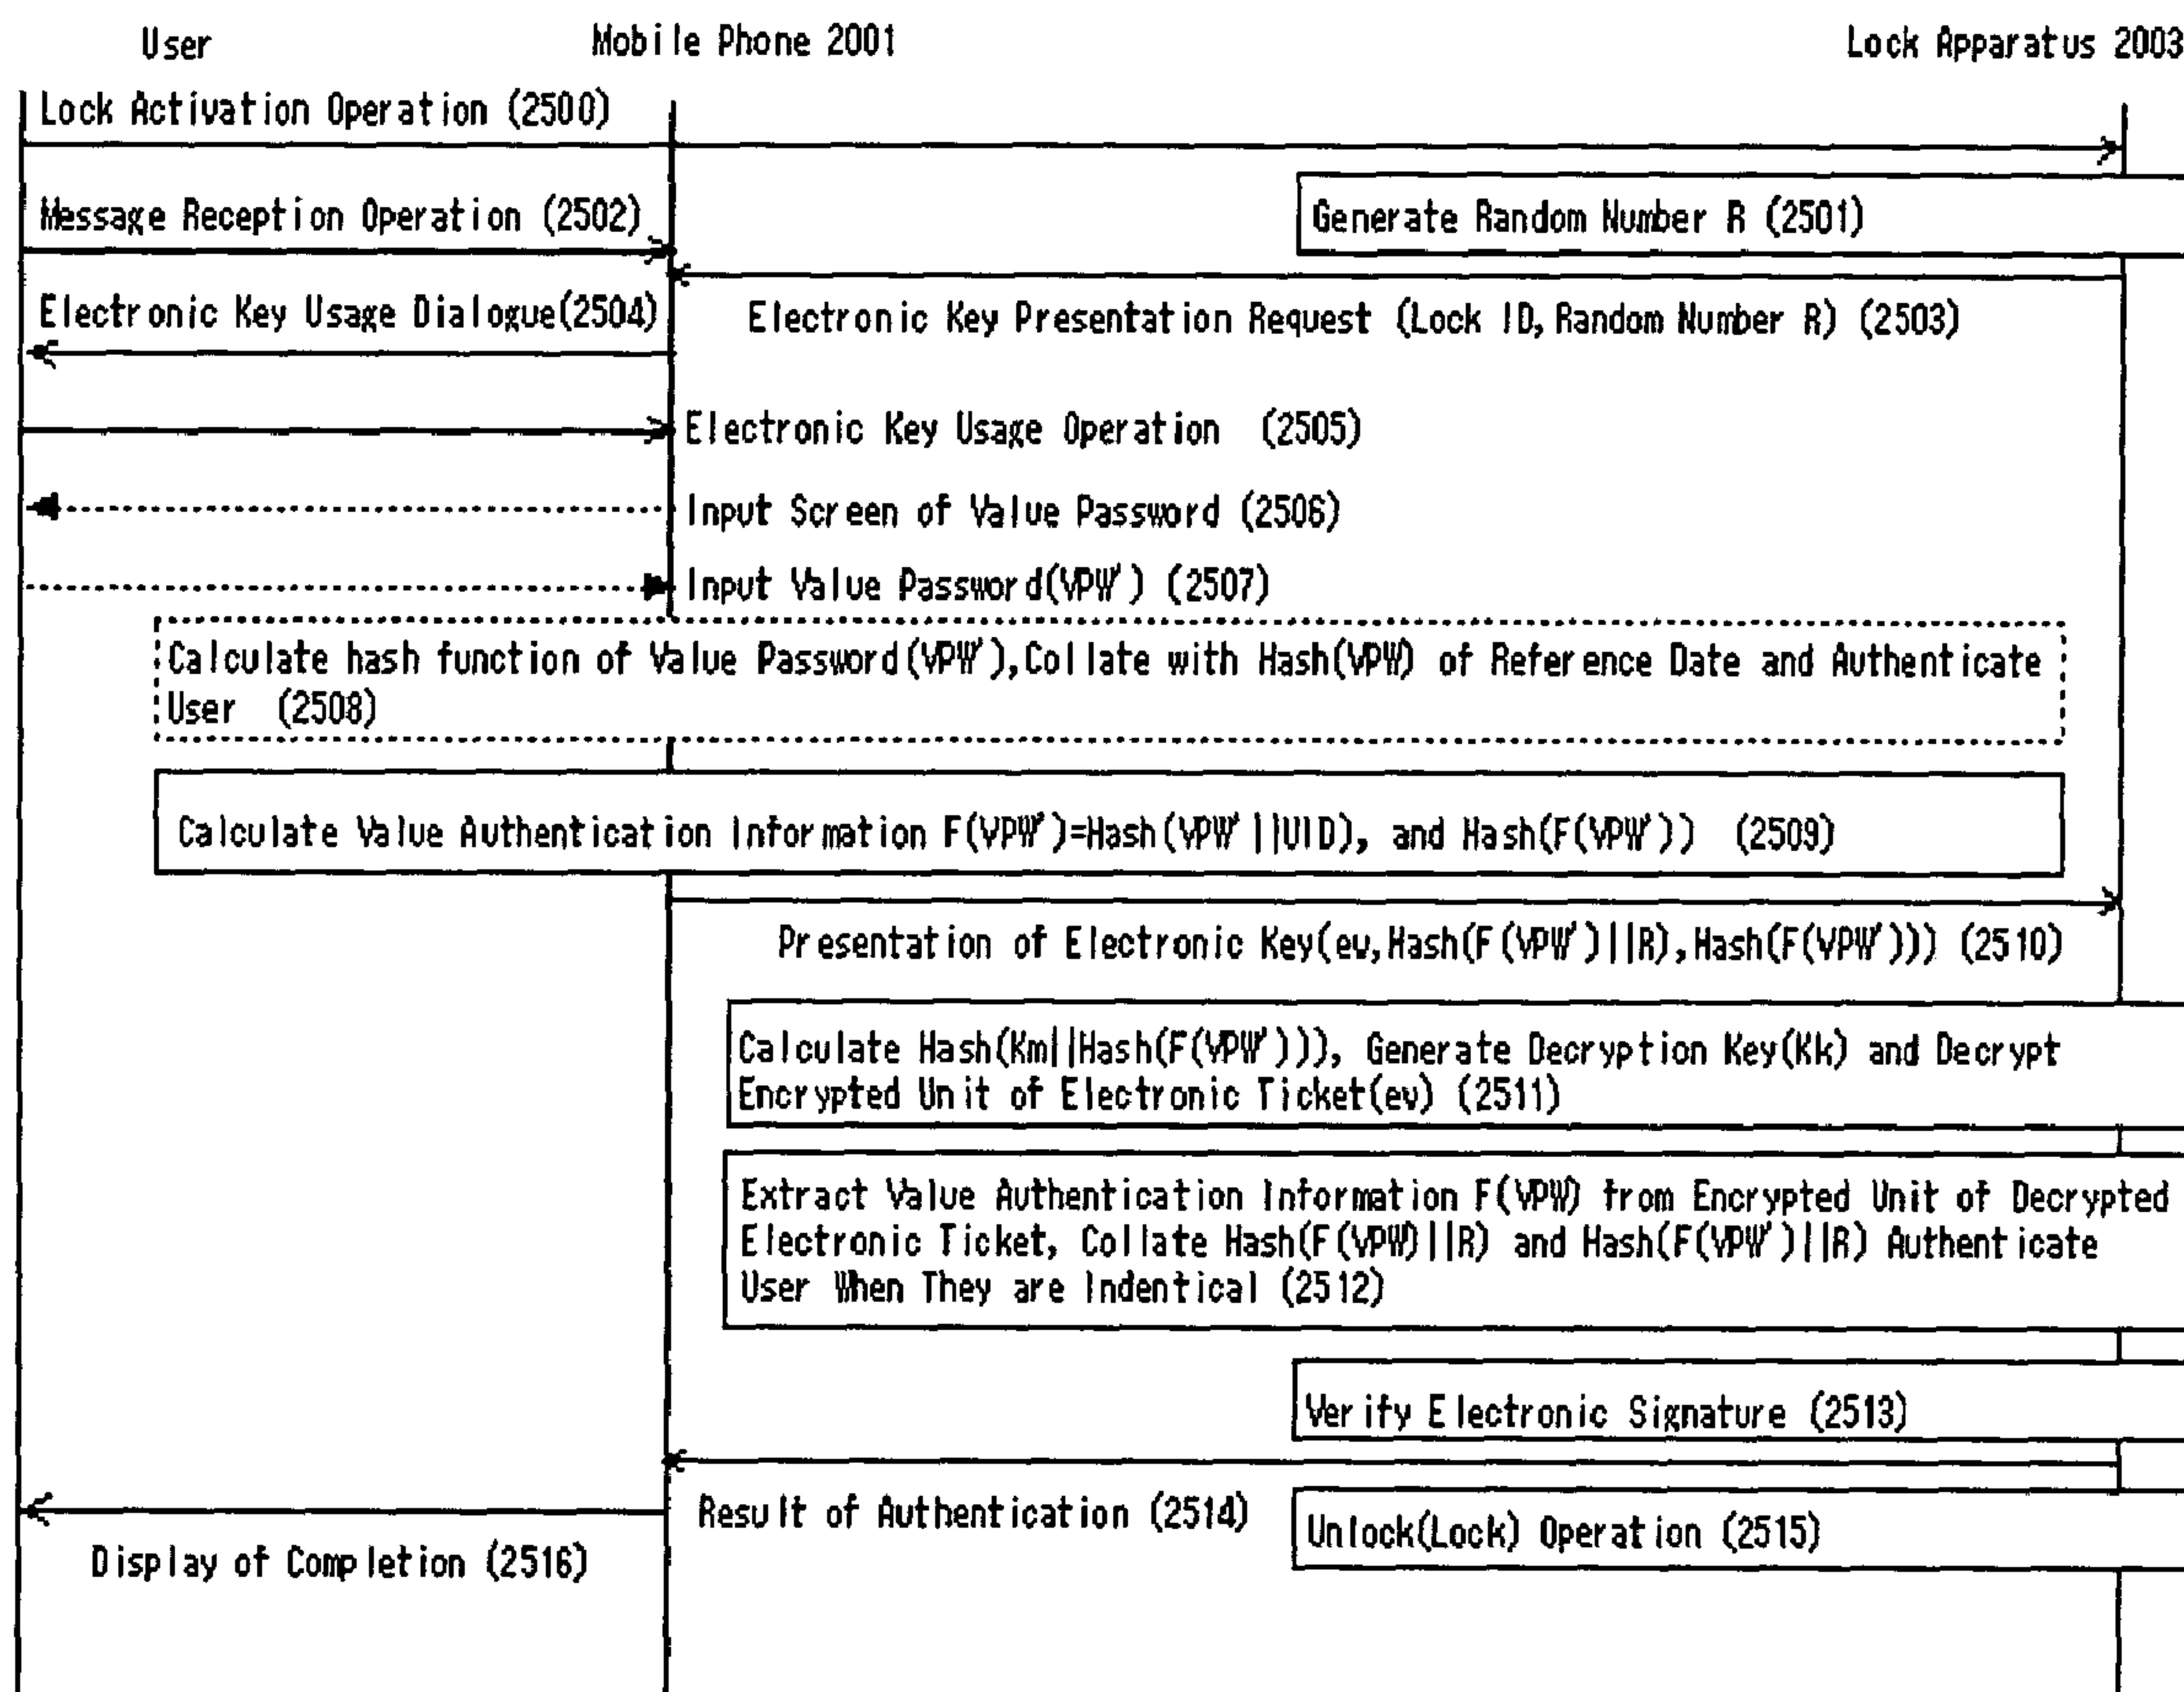 User
Mobile Phone 2001
Lock Apparatus 2003
Lock Activation Operation (2500)
Message Reception Operation (2502)
Generate Random Number R (2501)
Electronic Key Usage Dialogue(2504)
Electronic Key Presentation Request (Lock ID,Random Number R) (2503)
Electronic Key Usage Operation (2505)
Input Screen of Value Password (2506)
Input Value Password(VPW') (2507)
Calculate hash function of Value Password(VPW'),Collate with Hash(VPW) of Reference Date and Authenticate
User (2508)
Calculate Value Authentication Information F(VPW')=Hash(VPW'||UID), and Hash(F(VPW')) (2509)
Presentation of Electronic Key(ev,Hash(F(VPW')||R),Hash(F(VPW'))) (2510)
Calculate Hash(Km||Hash(F(VPW'))), Generate Decryption Key(Kk) and Decrypt
Encrypted Unit of Electronic Ticket(ev) (2511)
Extract Value Authentication Information F(VPW) from Encrypted Unit of Decrypted
Electronic Ticket, Collate Hash(F(VPW)||R) and Hash(F(VPW')||R) Authenticate
User When They are Indentical (2512)
Verify Electronic Signature (2513)
Result of Authentication (2514)
Unlock(Lock) Operation (2515)
Display of Completion (2516)